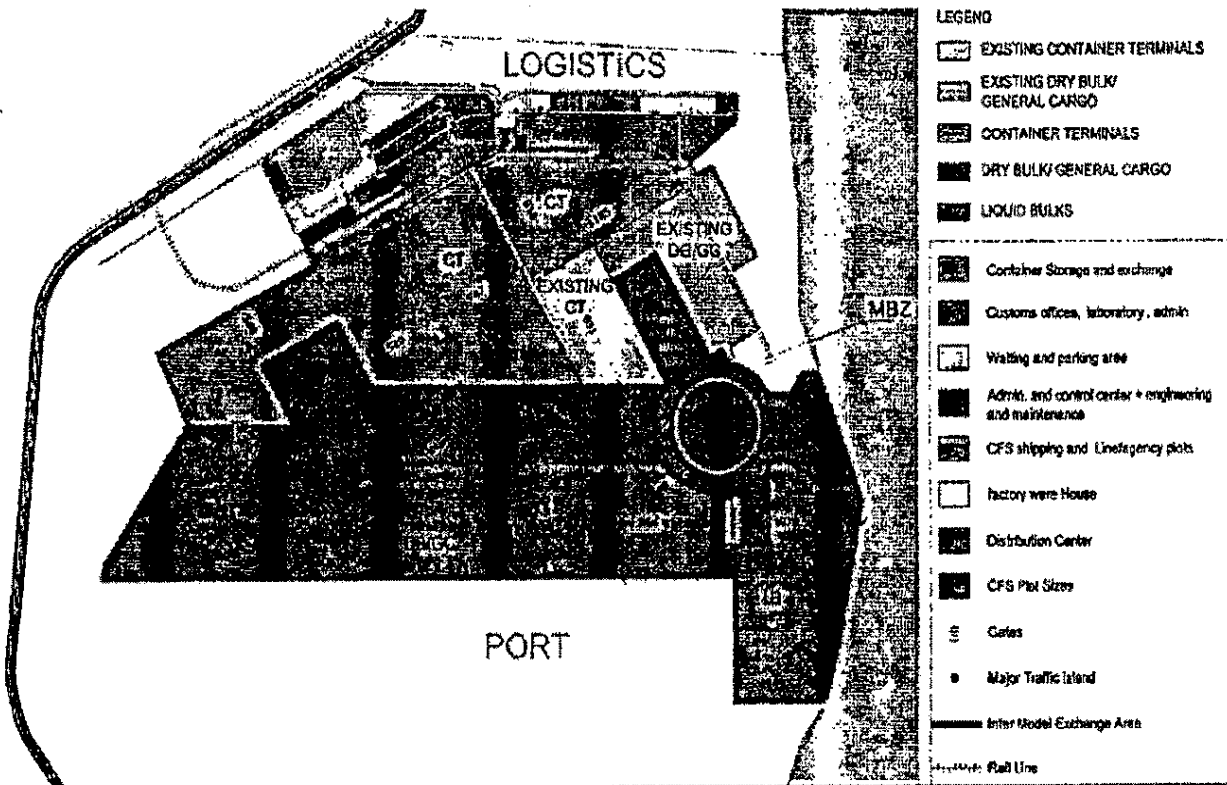 LOGISTICS
CT
CT
EXISTING
DB/GG
EXISTING
CT
MBZ
PORT
LEGEND
EXISTING CONTAINER TERMINALS
EXISTING DRY BULK/
GENERAL CARGO
CONTAINER TERMINALS
DRY BULK/ GENERAL CARGO
LIQUID BULKS
Container Storage and exchange
Customs offices, laboratory, admin
Waiting and parking area
Admin. and control center + engineering
and maintenance
CFS shipping and Line/agency plots
factory ware House
Distribution Center
CFS Plot Sizes
Gates
Major Traffic Island
Inter Model Exchange Area
Rail Line